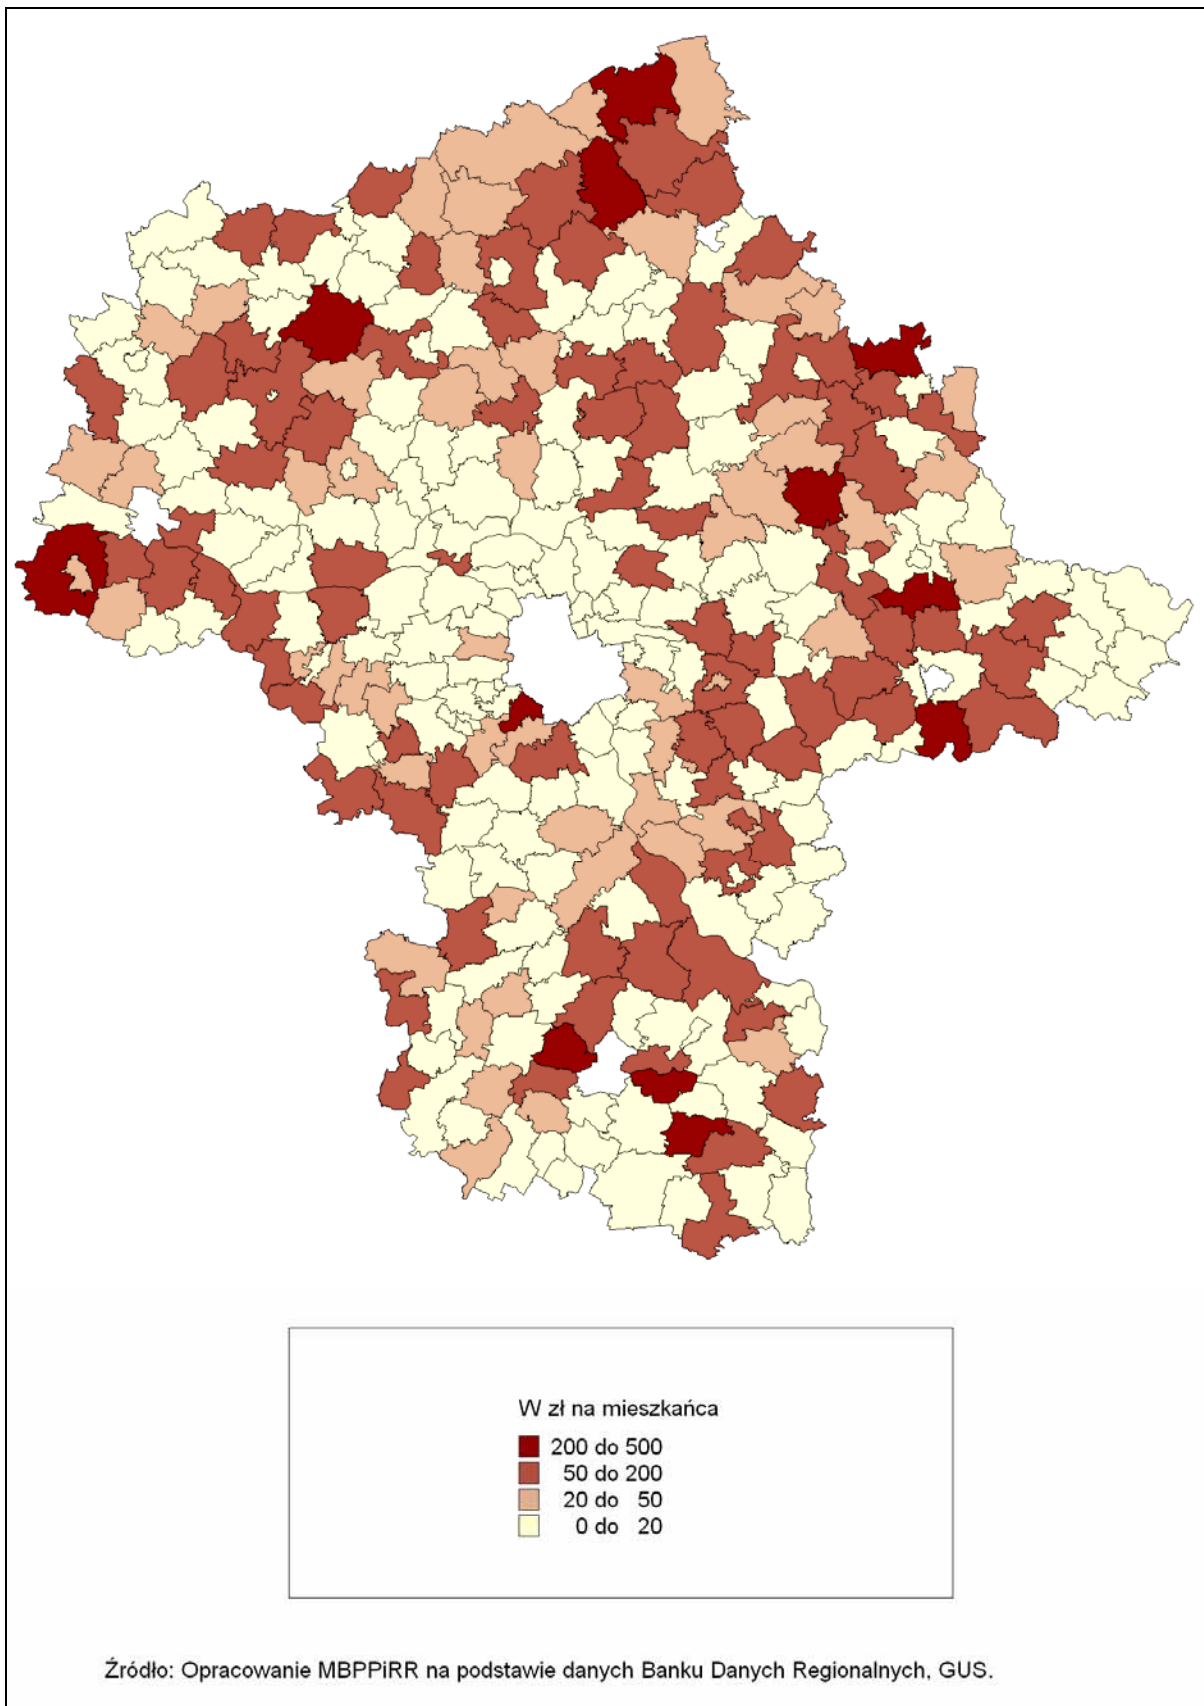 W zł na mieszkańca
200 do 500
50 do 200
20 do 50
0 do 20
Źródło: Opracowanie MBPPiRR na podstawie danych Banku Danych Regionalnych, GUS.